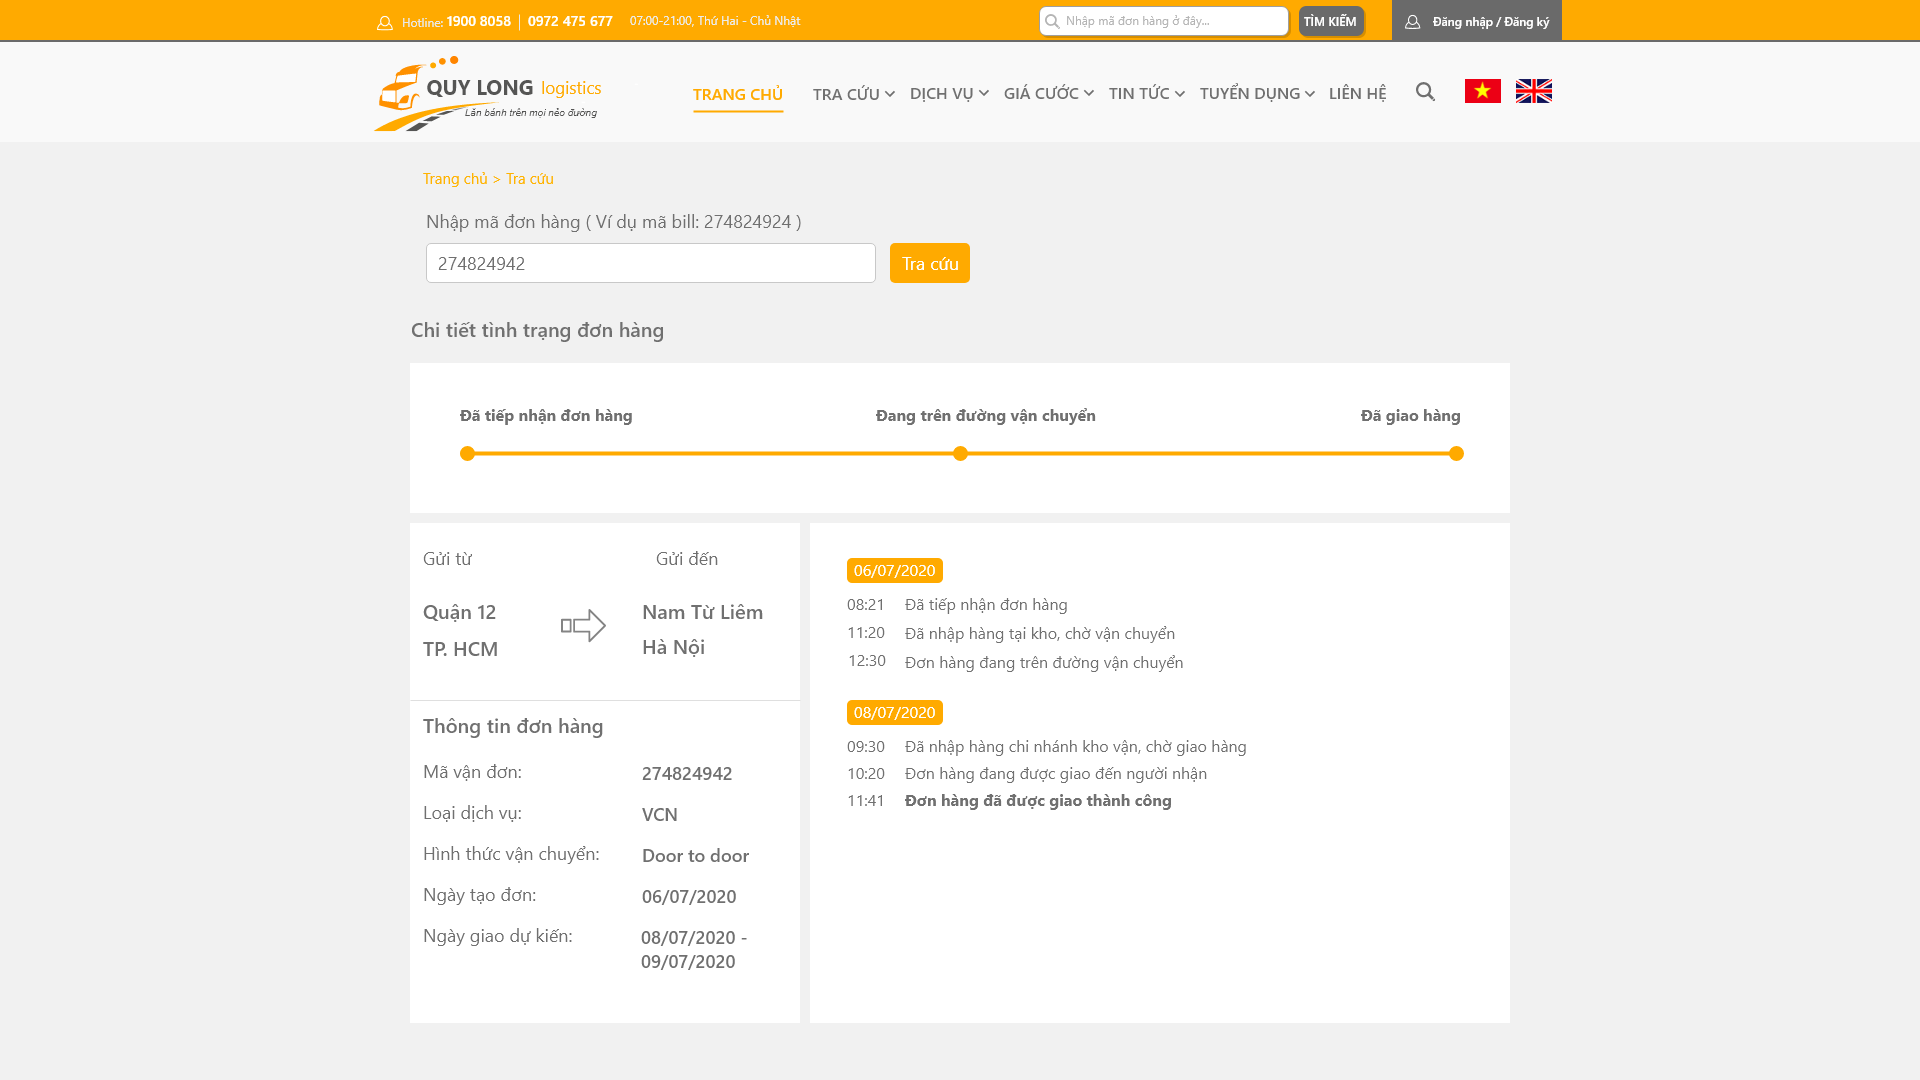 Hotline: 1900 8058 | 0972 475 677 07:00-21:00, Thứ Hai - Chủ Nhật
Nhập mã đơn hàng ở đây...
TÌM KIẾM
Đăng nhập / Đăng ký
QUY LONG logistics
Lăn bánh trên mọi nẻo đường
TRANG CHỦ
TRA CỨU
DỊCH VỤ
GIÁ CƯỚC
TIN TỨC
TUYỂN DỤNG
LIÊN HỆ
Trang chủ > Tra cứu
Nhập mã đơn hàng ( Ví dụ mã bill: 274824924 )
274824942
Tra cứu
Chi tiết tình trạng đơn hàng
Đã tiếp nhận đơn hàng
Đang trên đường vận chuyển
Đã giao hàng
Gửi từ
Gửi đến
Quận 12
TP. HCM
Nam Từ Liêm
Hà Nội
Thông tin đơn hàng
Mã vận đơn: 274824942
Loại dịch vụ: VCN
Hình thức vận chuyển: Door to door
Ngày tạo đơn: 06/07/2020
Ngày giao dự kiến: 08/07/2020 -
09/07/2020
06/07/2020
08:21 Đã tiếp nhận đơn hàng
11:20 Đã nhập hàng tại kho, chờ vận chuyển
12:30 Đơn hàng đang trên đường vận chuyển
08/07/2020
09:30 Đã nhập hàng chi nhánh kho vận, chờ giao hàng
10:20 Đơn hàng đang được giao đến người nhận
11:41 Đơn hàng đã được giao thành công